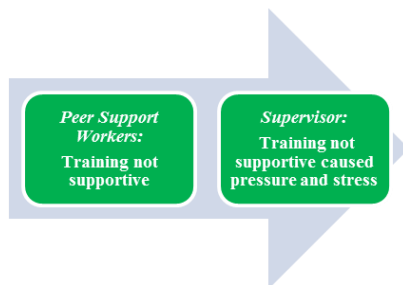 Peer Support
Workers:
Training not
supportive
Supervisor:
Training not
supportive caused
pressure and stress